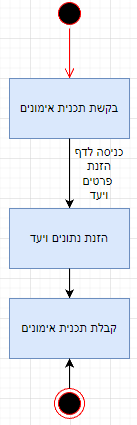 בקשת תכנית אימונים
כניסה לדף
הזנת
פרטים
ויעד
הזנת נתונים ויעד
קבלת תכנית אימונים